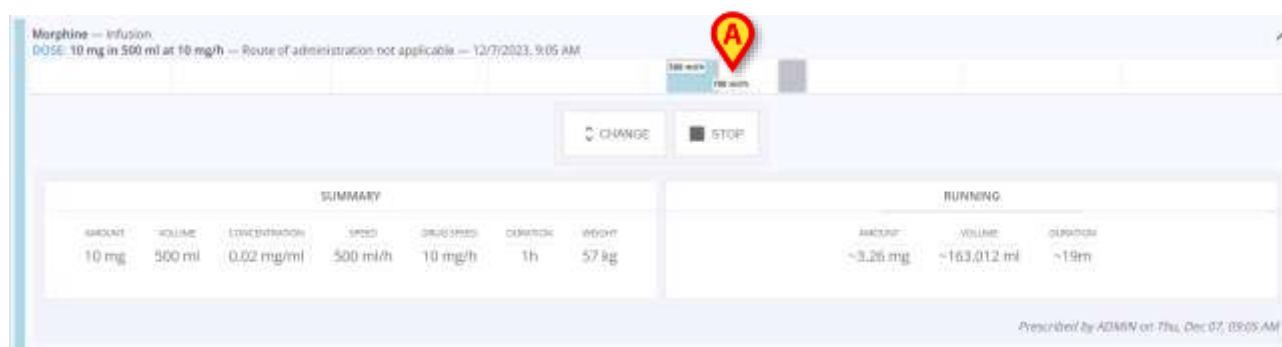 Morphine — Infusion
DOSE: 10 mg in 500 ml at 10 mg/h — Route of administration not applicable — 12/7/2023, 9:05 AM
A
500 ml/h
ml/h
CHANGE
STOP
SUMMARY
RUNNING
AMOUNT VOLUME CONCENTRATION SPEED DRUG SPEED DURATION WEIGHT
AMOUNT VOLUME DURATION
10 mg 500 ml 0.02 mg/ml 500 ml/h 10 mg/h 1h 57 kg
~3.26 mg ~163.012 ml ~19m
Prescribed by ADMIN on Thu, Dec 07, 09:05 AM